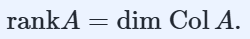 rankA = dim Col A.